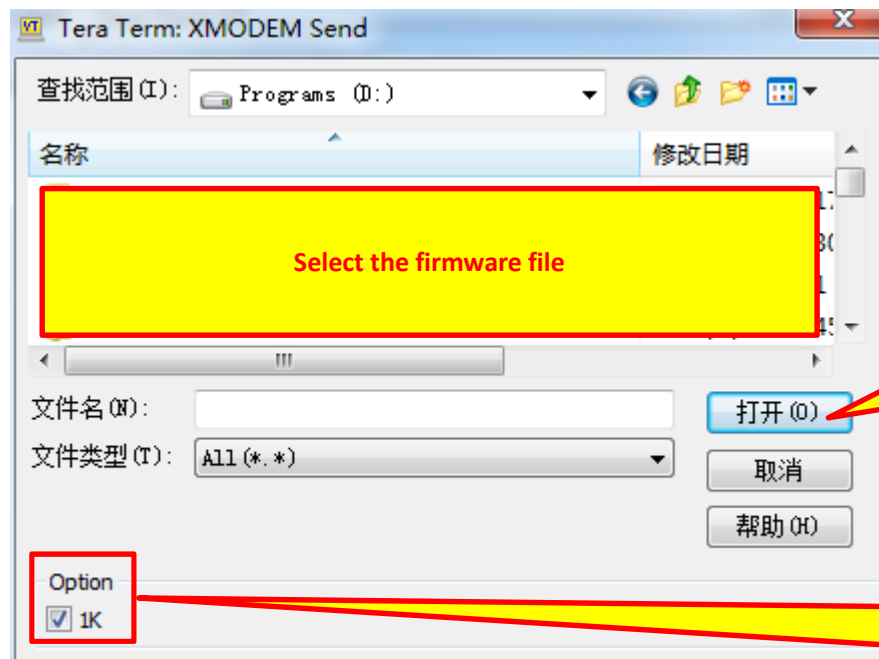 Tera Term: XMODEM Send
查找范围(I): Programs (D:)
名称 修改日期
Select the firmware file
文件名(N):
打开(O)
文件类型(T): All(*.*)
取消
帮助(H)
Option
1K